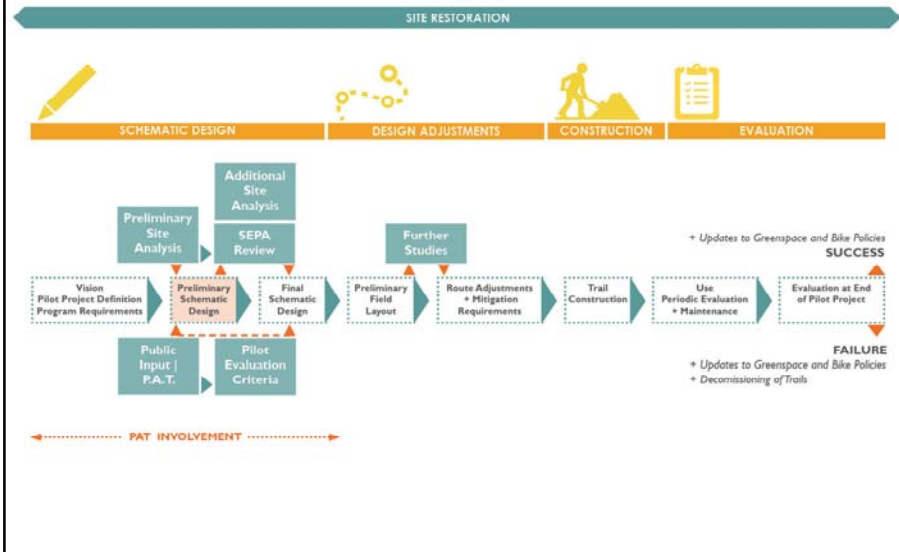 SITE RESTORATION
SCHEMATIC DESIGN
DESIGN ADJUSTMENTS
CONSTRUCTION
EVALUATION
Additional
Site
Analysis
Preliminary
Site
Analysis
SEPA
Review
Further
Studies
+ Updates to Greenspace and Bike Policies
SUCCESS
Vision
Pilot Project Definition
Program Requirements
Preliminary
Schematic
Design
Final
Schematic
Design
Preliminary
Field
Layout
Route Adjustments
+ Mitigation
Requirements
Trail
Construction
Use
Periodic Evaluation
+ Maintenance
Evaluation at End
of Pilot Project
Public
Input |
P.A.T.
Pilot
Evaluation
Criteria
FAILURE
+ Updates to Greenspace and Bike Policies
+ Decomissioning of Trails
PAT INVOLVEMENT